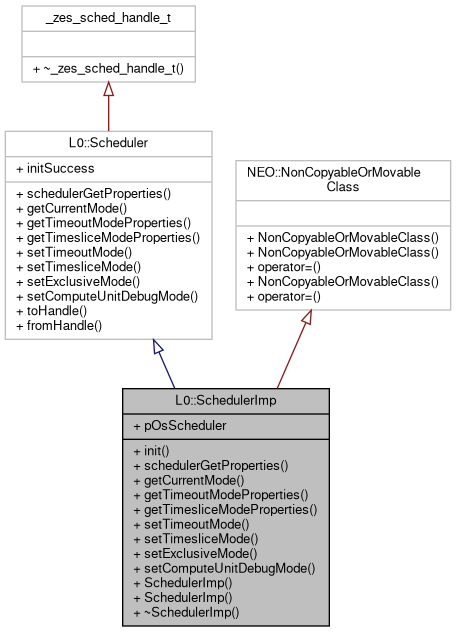 _zes_sched_handle_t
+ ~_zes_sched_handle_t()
L0::Scheduler
+ initSuccess
+ schedulerGetProperties()
+ getCurrentMode()
+ getTimeoutModeProperties()
+ getTimesliceModeProperties()
+ setTimeoutMode()
+ setTimesliceMode()
+ setExclusiveMode()
+ setComputeUnitDebugMode()
+ toHandle()
+ fromHandle()
NEO::NonCopyableOrMovable
Class
+ NonCopyableOrMovableClass()
+ NonCopyableOrMovableClass()
+ operator=()
+ NonCopyableOrMovableClass()
+ operator=()
L0::SchedulerImp
+ pOsScheduler
+ init()
+ schedulerGetProperties()
+ getCurrentMode()
+ getTimeoutModeProperties()
+ getTimesliceModeProperties()
+ setTimeoutMode()
+ setTimesliceMode()
+ setExclusiveMode()
+ setComputeUnitDebugMode()
+ SchedulerImp()
+ SchedulerImp()
+ ~SchedulerImp()